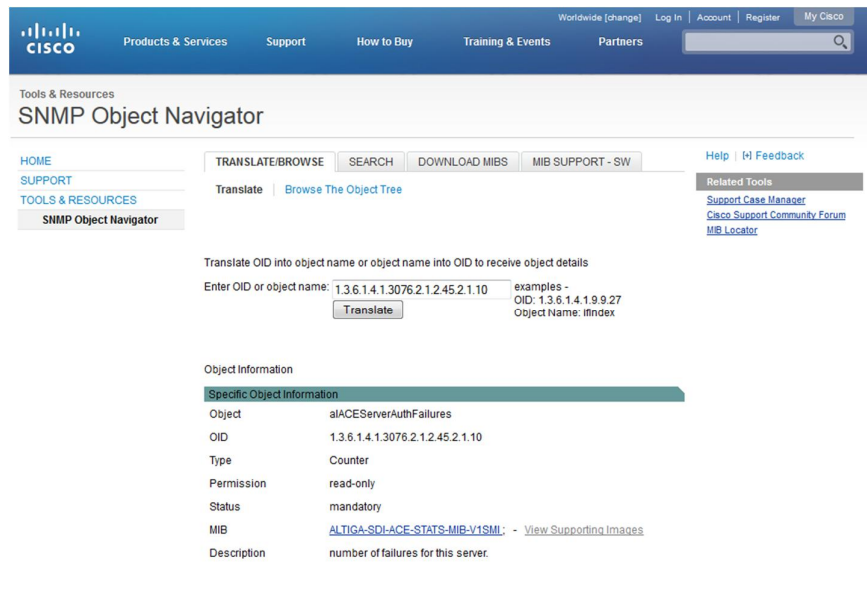 Worldwide [change] Log In | Account | Register My Cisco
CISCO
Products & Services Support How to Buy Training & Events Partners
Tools & Resources
SNMP Object Navigator
HOME
SUPPORT
TOOLS & RESOURCES
SNMP Object Navigator
TRANSLATE/BROWSE SEARCH DOWNLOAD MIBS MIB SUPPORT - SW
Translate | Browse The Object Tree
Help | [+] Feedback
Related Tools
Support Case Manager
Cisco Support Community Forum
MIB Locator
Translate OID into object name or object name into OID to receive object details
Enter OID or object name: 1.3.6.1.4.1.3076.2.1.2.45.2.1.10
Translate
examples -
OID: 1.3.6.1.4.1.9.9.27
Object Name: ifIndex
Object Information
Specific Object Information
Object alACEServerAuthFailures
OID 1.3.6.1.4.1.3076.2.1.2.45.2.1.10
Type Counter
Permission read-only
Status mandatory
MIB ALTIGA-SDI-ACE-STATS-MIB-V1SMI ; - View Supporting Images
Description number of failures for this server.